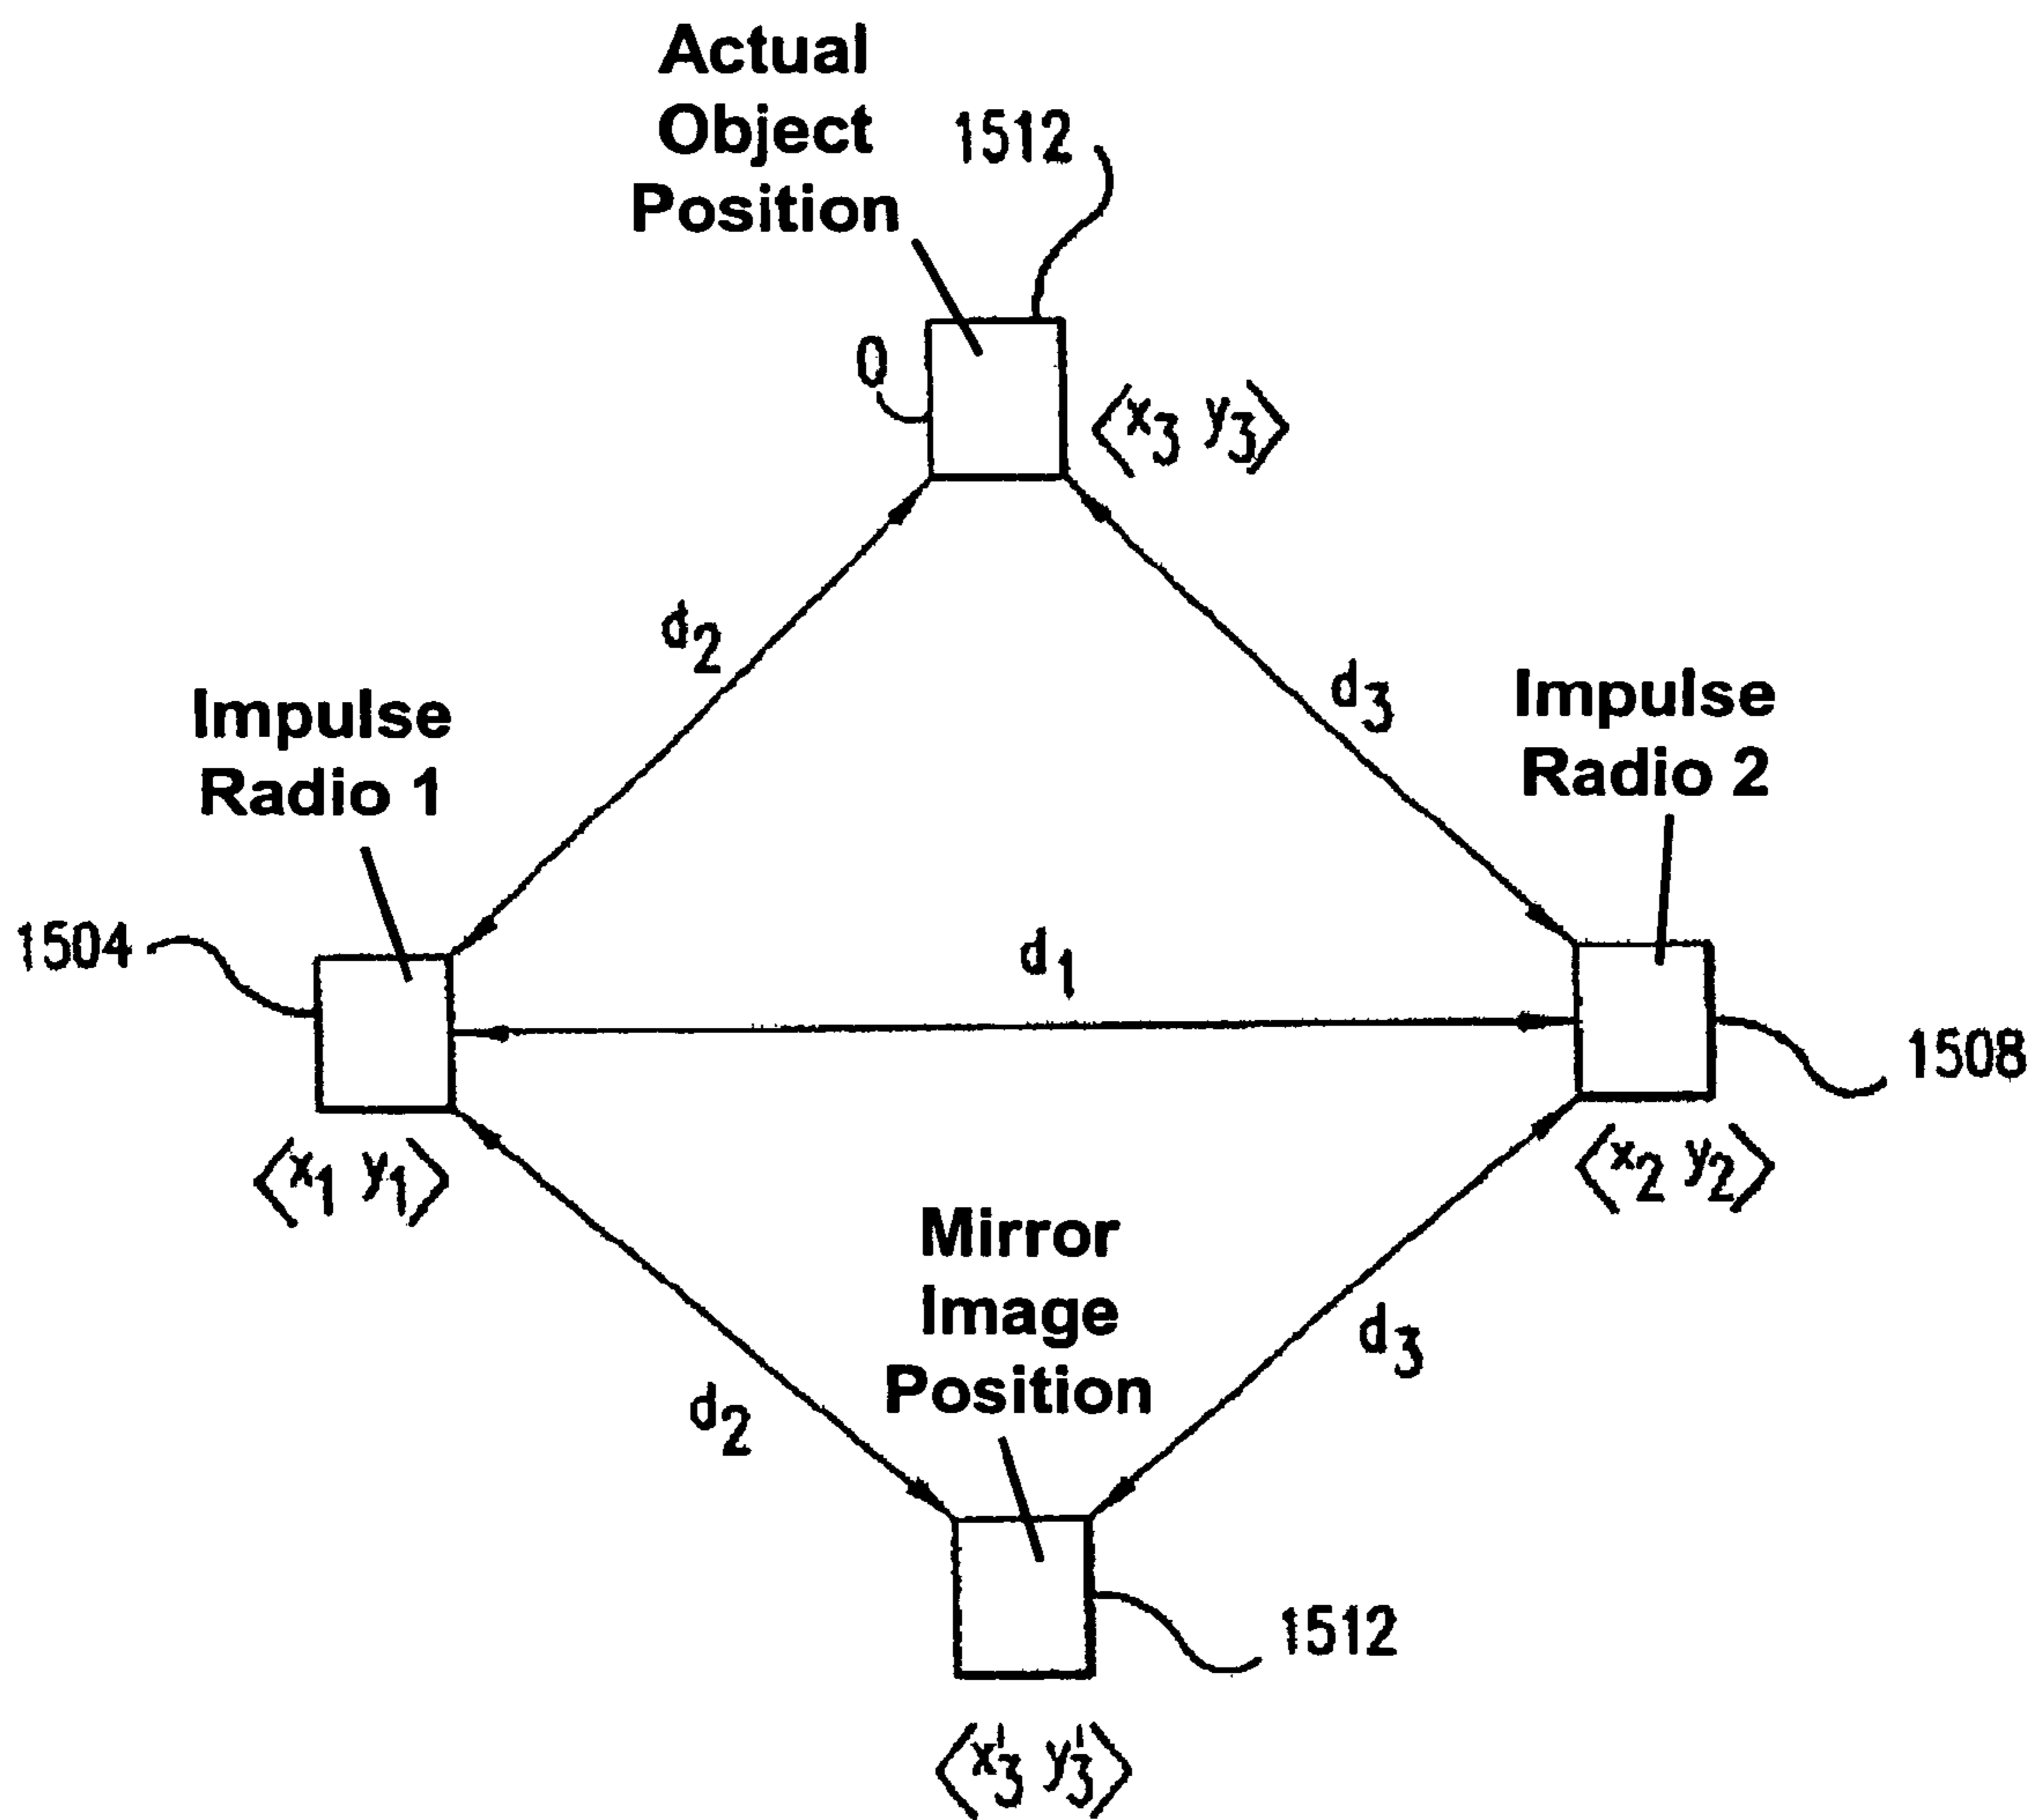 Actual
Object
Position
1512
0
⟨x3 y3⟩
d2
d3
Impulse
Radio 1
Impulse
Radio 2
1504
d1
1508
⟨x1 y1⟩
⟨x2 y2⟩
Mirror
Image
Position
d2
d3
1512
⟨x'3 y'3⟩